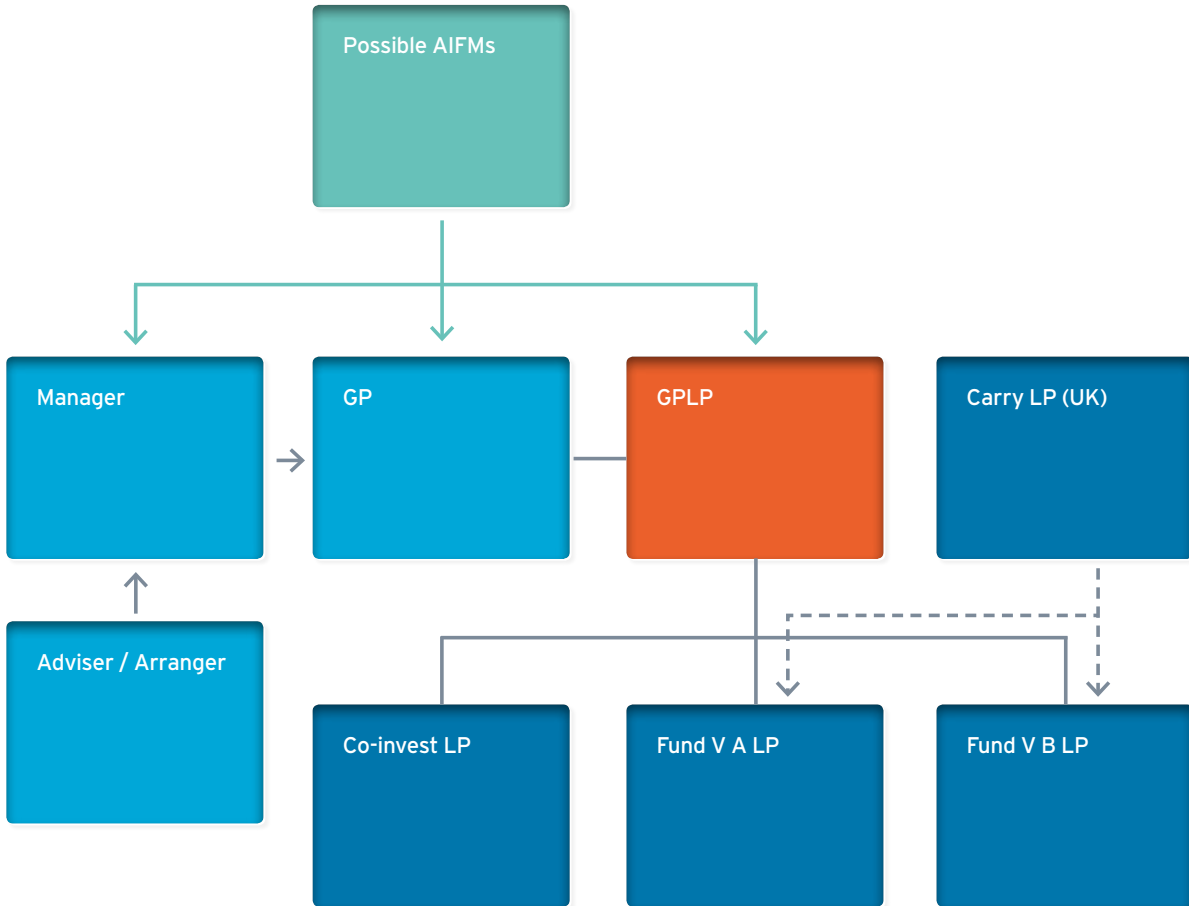 Possible AIFMs
Manager
GP
GPLP
Carry LP (UK)
Adviser / Arranger
Co-invest LP
Fund V A LP
Fund V B LP